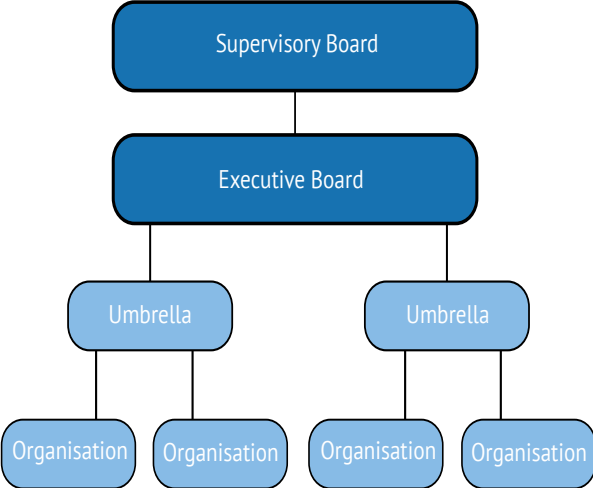 Supervisory Board
Executive Board
Umbrella
Umbrella
Organisation
Organisation
Organisation
Organisation